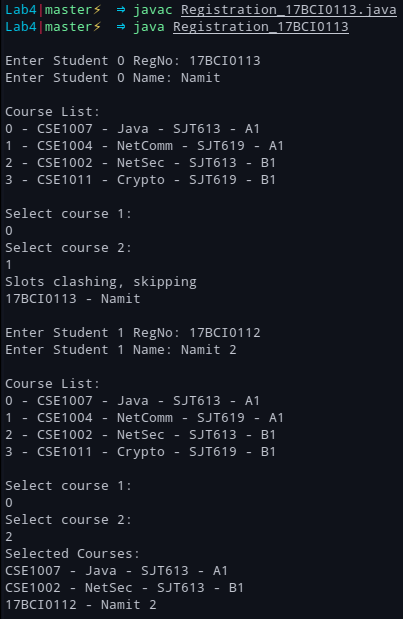 Lab4|master⚡ ⇒ javac Registration_17BCI0113.java
Lab4|master⚡ ⇒ java Registration_17BCI0113
Enter Student 0 RegNo: 17BCI0113
Enter Student 0 Name: Namit
Course List:
0 - CSE1007 - Java - SJT613 - A1
1 - CSE1004 - NetComm - SJT619 - A1
2 - CSE1002 - NetSec - SJT613 - B1
3 - CSE1011 - Crypto - SJT619 - B1
Select course 1:
0
Select course 2:
1
Slots clashing, skipping
17BCI0113 - Namit
Enter Student 1 RegNo: 17BCI0112
Enter Student 1 Name: Namit 2
Course List:
0 - CSE1007 - Java - SJT613 - A1
1 - CSE1004 - NetComm - SJT619 - A1
2 - CSE1002 - NetSec - SJT613 - B1
3 - CSE1011 - Crypto - SJT619 - B1
Select course 1:
0
Select course 2:
2
Selected Courses:
CSE1007 - Java - SJT613 - A1
CSE1002 - NetSec - SJT613 - B1
17BCI0112 - Namit 2